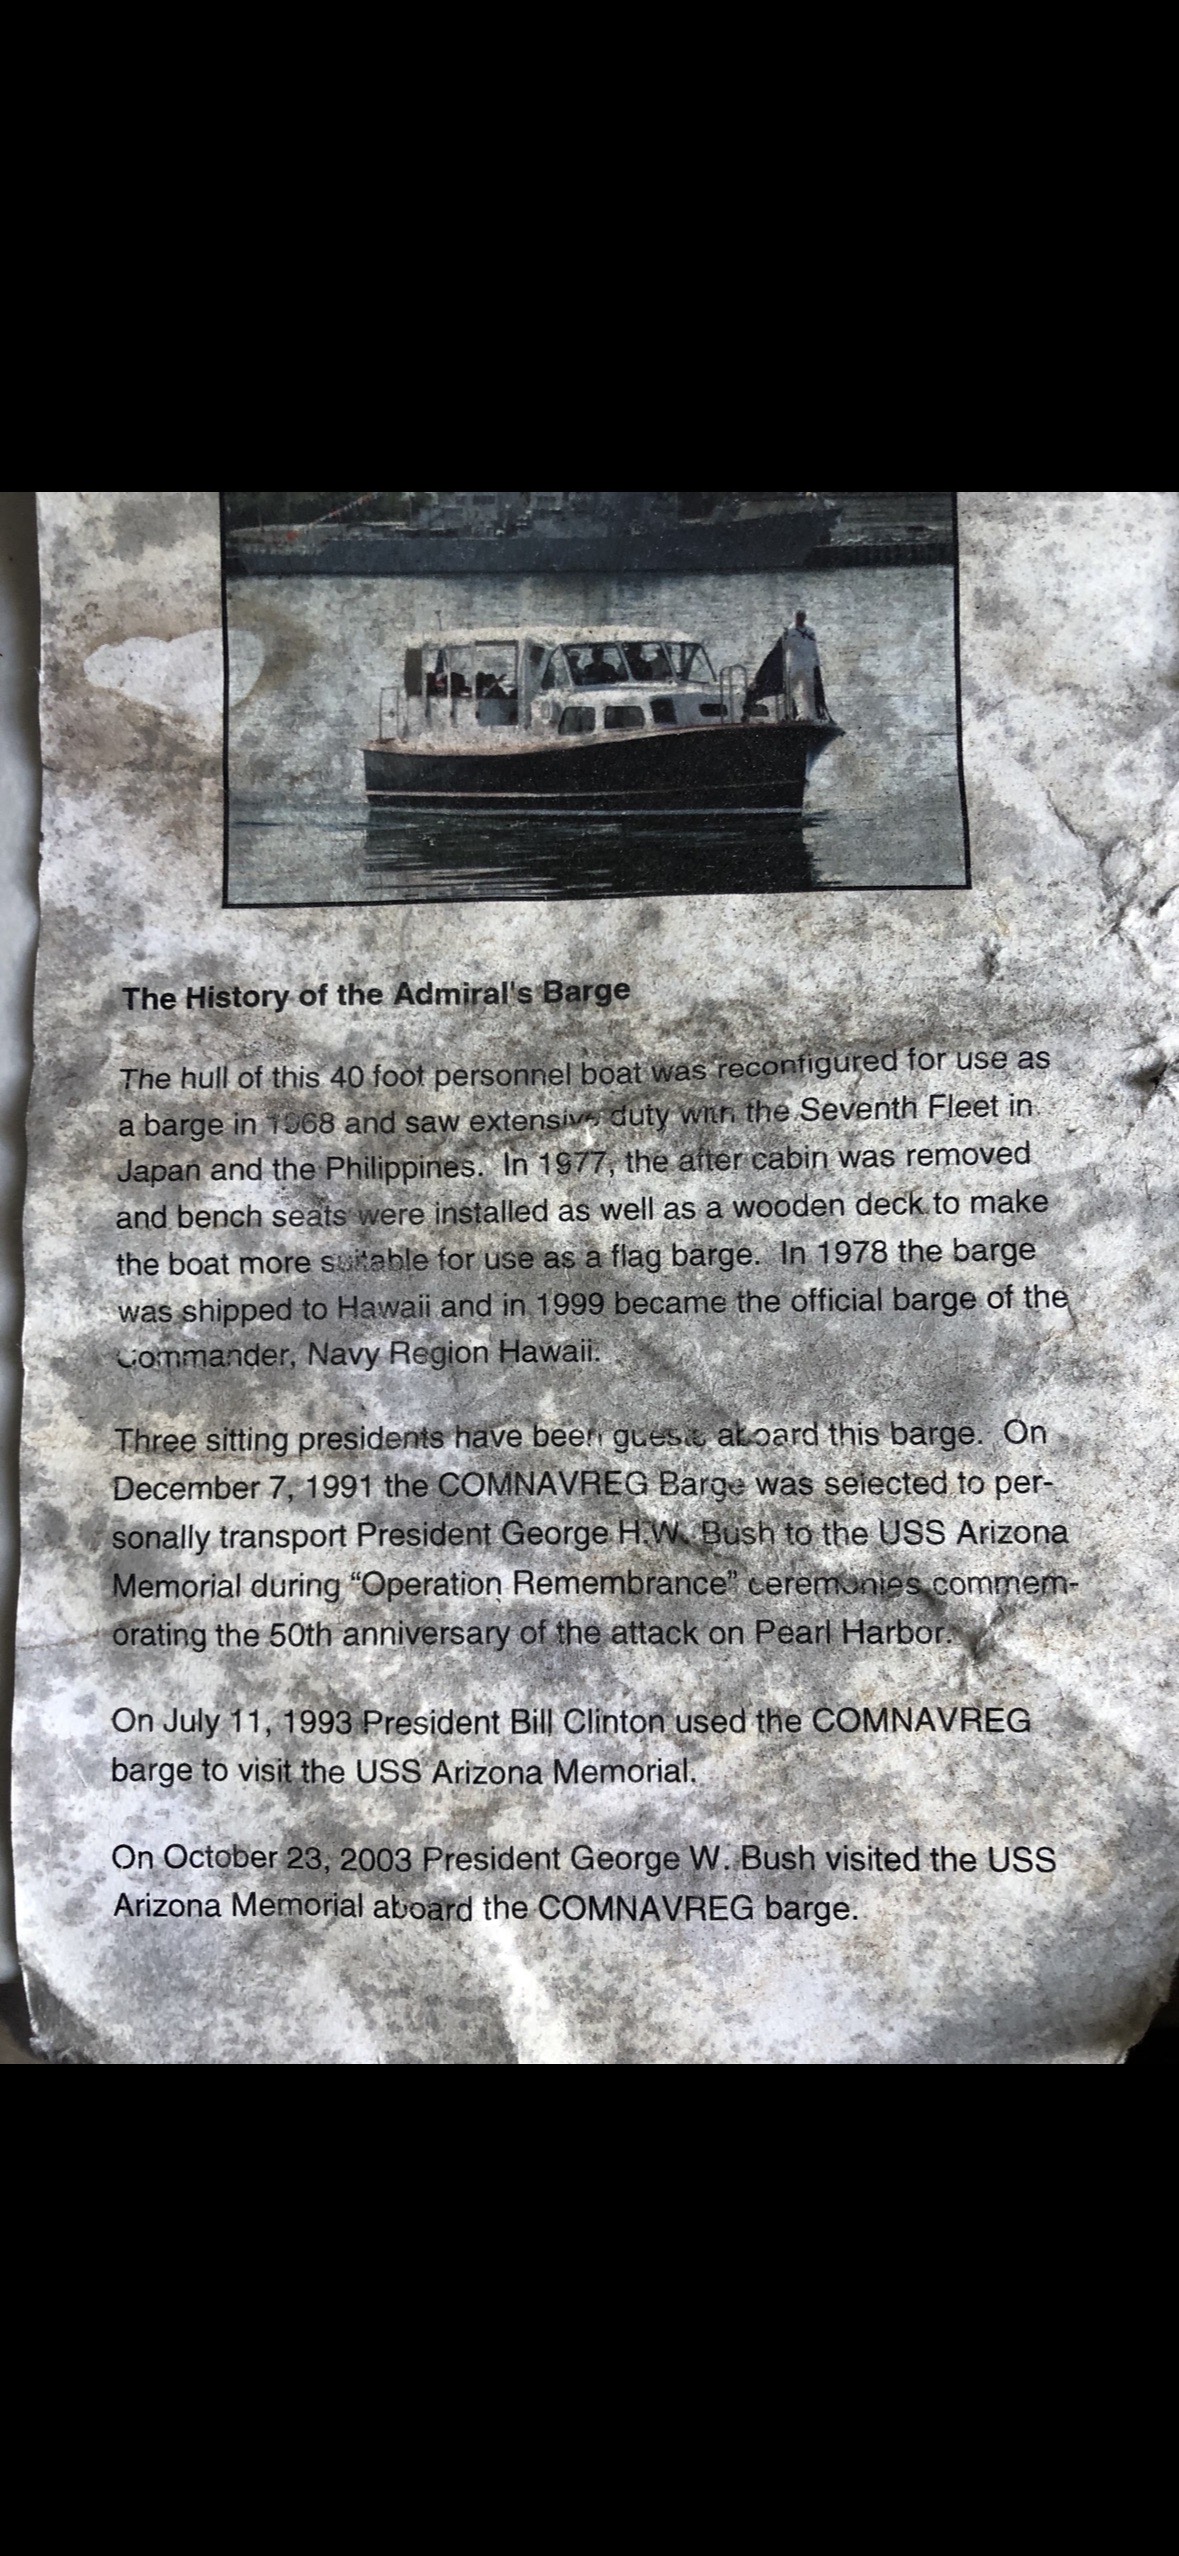 The History of the Admiral's Barge
The hull of this 40 foot personnel boat was reconfigured for use as
a barge in 1968 and saw extensive duty with the Seventh Fleet in
Japan and the Philippines. In 1977, the after cabin was removed
and bench seats were installed as well as a wooden deck to make
the boat more suitable for use as a flag barge. In 1978 the barge
was shipped to Hawaii and in 1999 became the official barge of the
Commander, Navy Region Hawaii.
Three sitting presidents have been guests aboard this barge. On
December 7, 1991 the COMNAVREG Barge was selected to per-
sonally transport President George H.W. Bush to the USS Arizona
Memorial during “Operation Remembrance” ceremonies commem-
orating the 50th anniversary of the attack on Pearl Harbor.
On July 11, 1993 President Bill Clinton used the COMNAVREG
barge to visit the USS Arizona Memorial.
On October 23, 2003 President George W. Bush visited the USS
Arizona Memorial aboard the COMNAVREG barge.